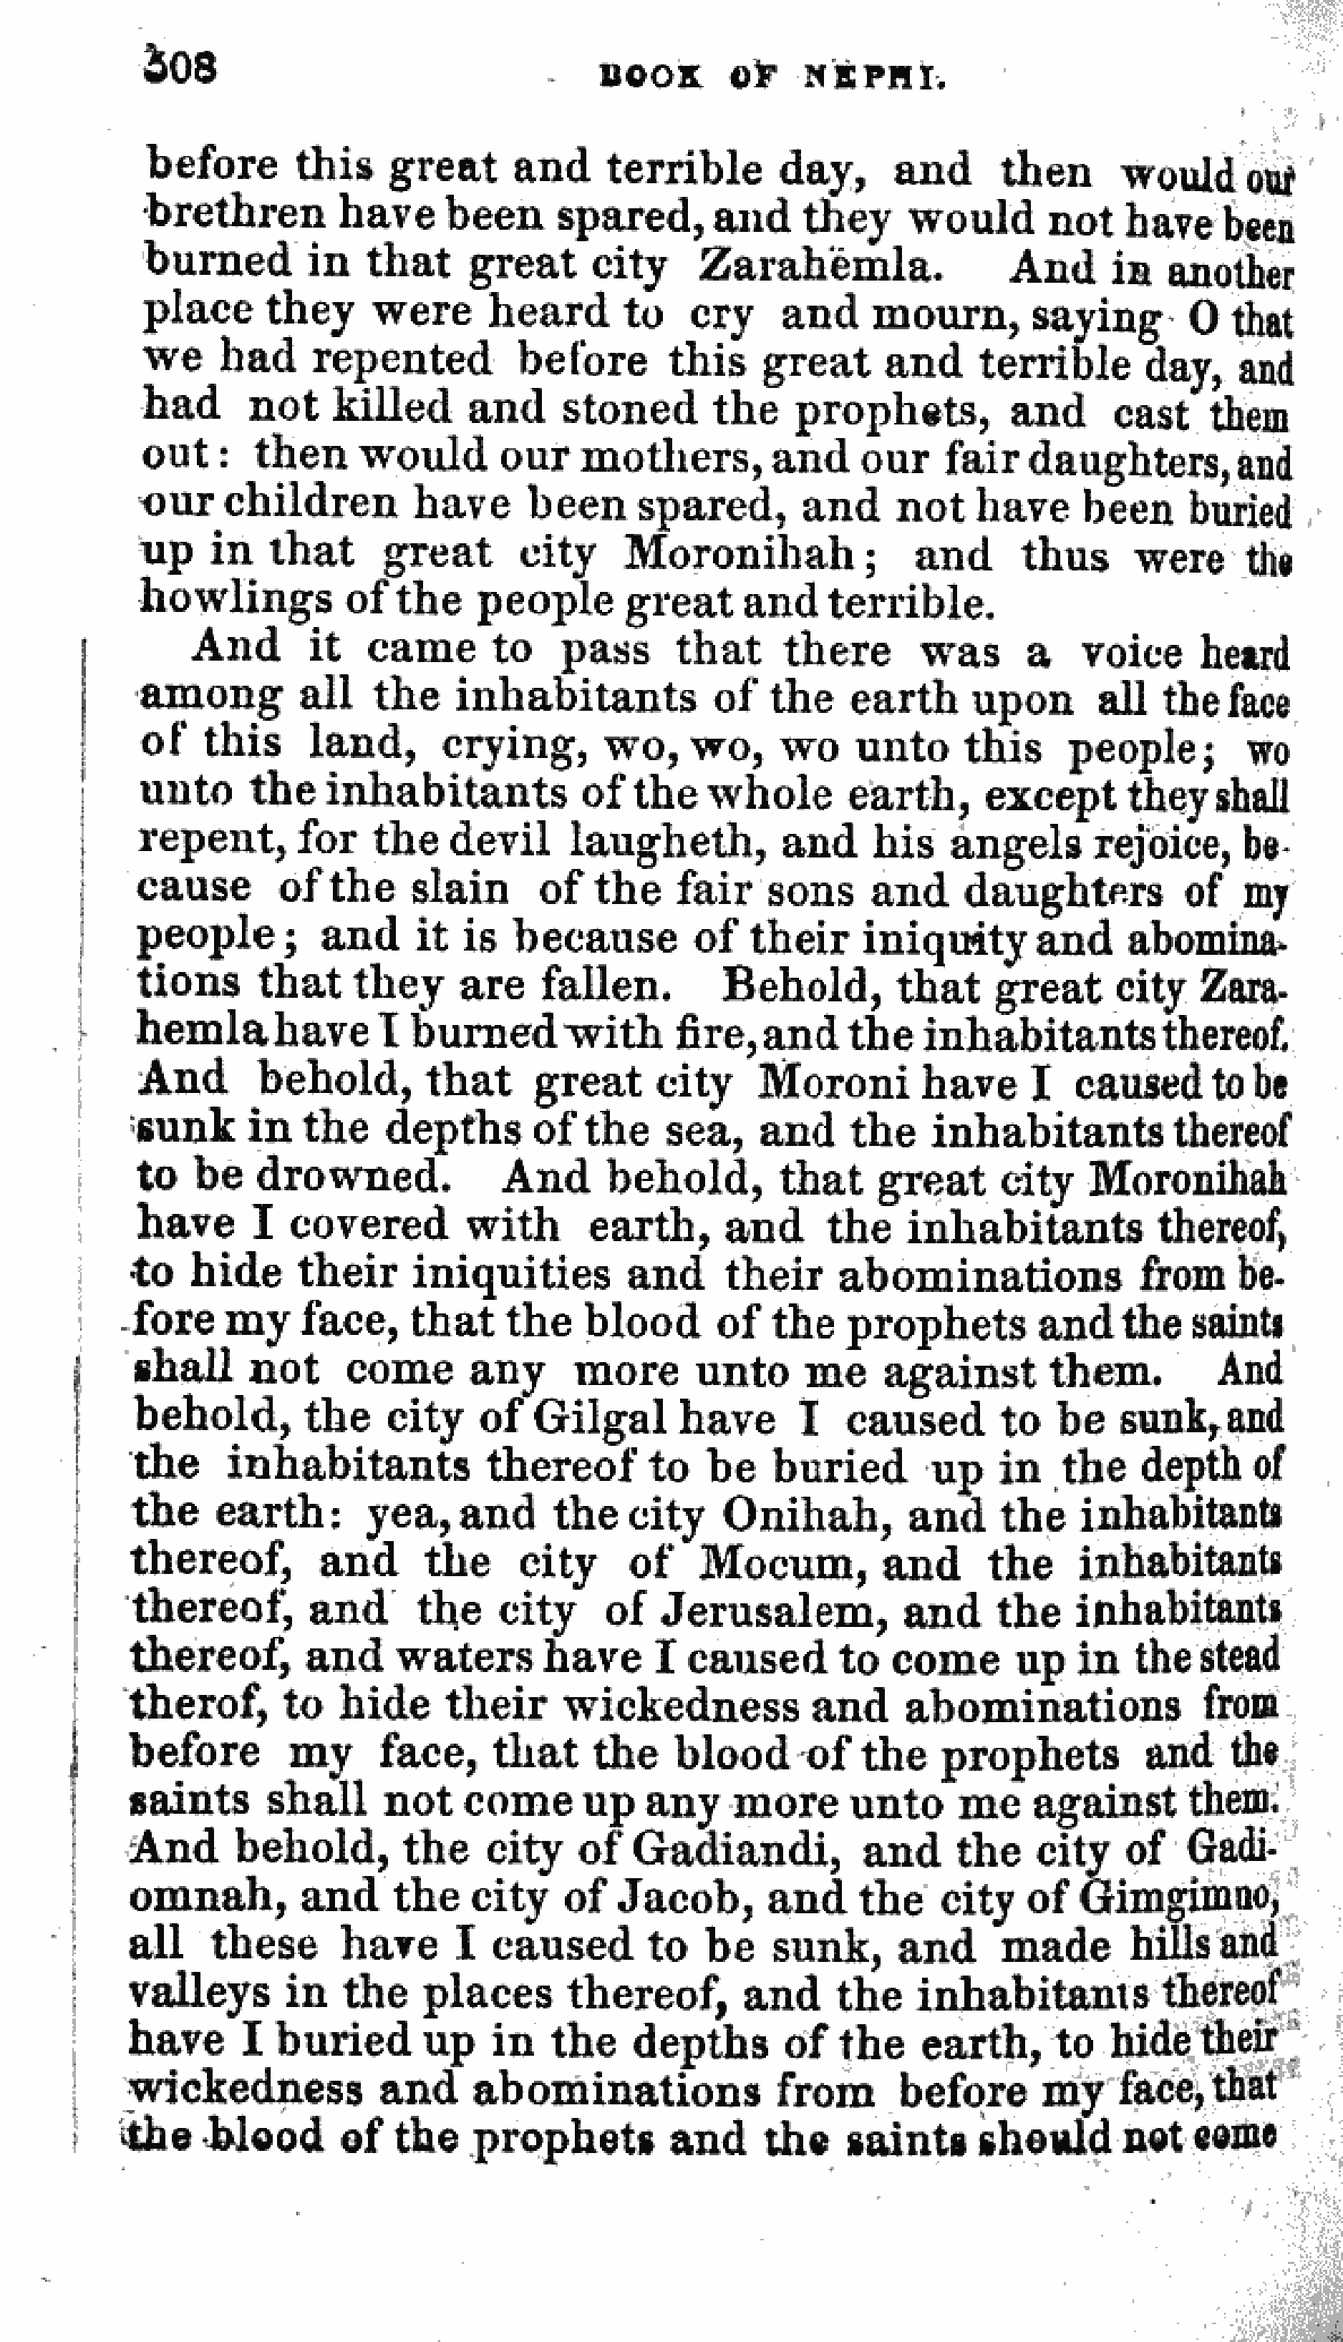 508
BOOK OF NEPHI.
before this great and terrible day, and then would our
brethren have been spared, and they would not have been
burned in that great city Zarahemla. And in another
place they were heard to cry and mourn, saying O that
we had repented before this great and terrible day, and
had not killed and stoned the prophets, and cast them
out: then would our mothers, and our fair daughters, and
our children have been spared, and not have been buried
up in that great city Moronihah; and thus were the
howlings of the people great and terrible.
And it came to pass that there was a voice heard
among all the inhabitants of the earth upon all the face
of this land, crying, wo, wo, wo unto this people; wo
unto the inhabitants of the whole earth, except they shall
repent, for the devil laugheth, and his angels rejoice, be-
cause of the slain of the fair sons and daughters of my
people; and it is because of their iniquity and abomina-
tions that they are fallen. Behold, that great city Zara-
hemla have I burned with fire, and the inhabitants thereof.
And behold, that great city Moroni have I caused to be
sunk in the depths of the sea, and the inhabitants thereof
to be drowned. And behold, that great city Moronihah
have I covered with earth, and the inhabitants thereof,
to hide their iniquities and their abominations from be-
fore my face, that the blood of the prophets and the saints
shall not come any more unto me against them. And
behold, the city of Gilgal have I caused to be sunk, and
the inhabitants thereof to be buried up in the depth of
the earth: yea, and the city Onihah, and the inhabitants
thereof, and the city of Mocum, and the inhabitants
thereof, and the city of Jerusalem, and the inhabitants
thereof, and waters have I caused to come up in the stead
therof, to hide their wickedness and abominations from
before my face, that the blood of the prophets and the
saints shall not come up any more unto me against them.
And behold, the city of Gadiandi, and the city of Gadi-
omnah, and the city of Jacob, and the city of Gimgimno,
all these have I caused to be sunk, and made hills and
valleys in the places thereof, and the inhabitants thereof
have I buried up in the depths of the earth, to hide their
wickedness and abominations from before my face, that
the blood of the prophets and the saints should not come